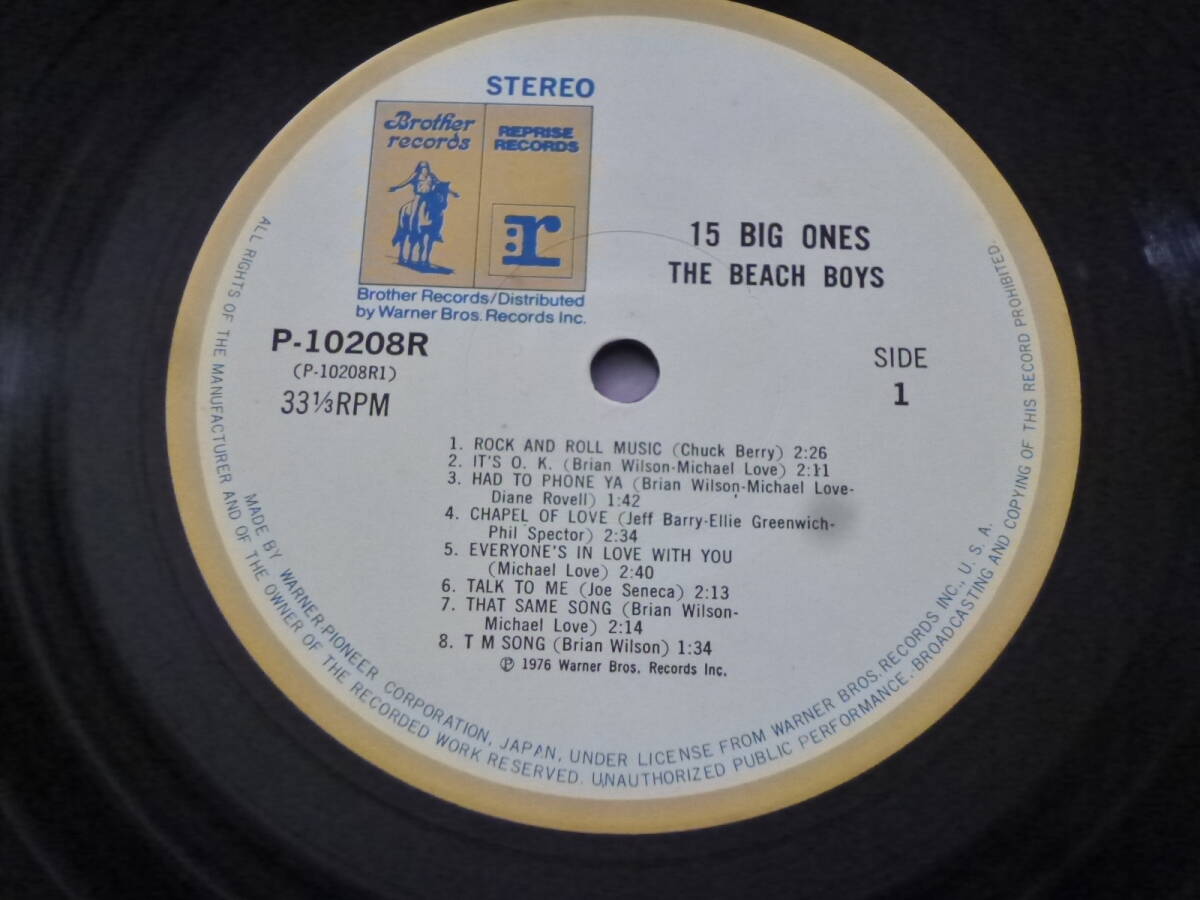 STEREO
Brother
records
REPRISE
RECORDS
:r
Brother Records/Distributed
by Warner Bros. Records Inc.
15 BIG ONES
THE BEACH BOYS
P-10208R
(P-10208R1)
33⅓RPM
SIDE
1
1. ROCK AND ROLL MUSIC (Chuck Berry) 2:26
2. IT'S O. K. (Brian Wilson-Michael Love) 2:11
3. HAD TO PHONE YA (Brian Wilson-Michael Love-
Diane Rovell) 1:42
4. CHAPEL OF LOVE (Jeff Barry-Ellie Greenwich-
Phil Spector) 2:34
5. EVERYONE'S IN LOVE WITH YOU
(Michael Love) 2:40
6. TALK TO ME (Joe Seneca) 2:13
7. THAT SAME SONG (Brian Wilson-
Michael Love) 2:14
8. T M SONG (Brian Wilson) 1:34
Ⓟ 1976 Warner Bros. Records Inc.
MADE BY WARNER-PIONEER CORPORATION, JAPAN, UNDER LICENSE FROM WARNER BROS. RECORDS INC., U. S. A.
ALL RIGHTS OF THE MANUFACTURER AND OF THE OWNER OF THE RECORDED WORK RESERVED. UNAUTHORIZED PUBLIC PERFORMANCE, BROADCASTING AND COPYING OF THIS RECORD PROHIBITED.